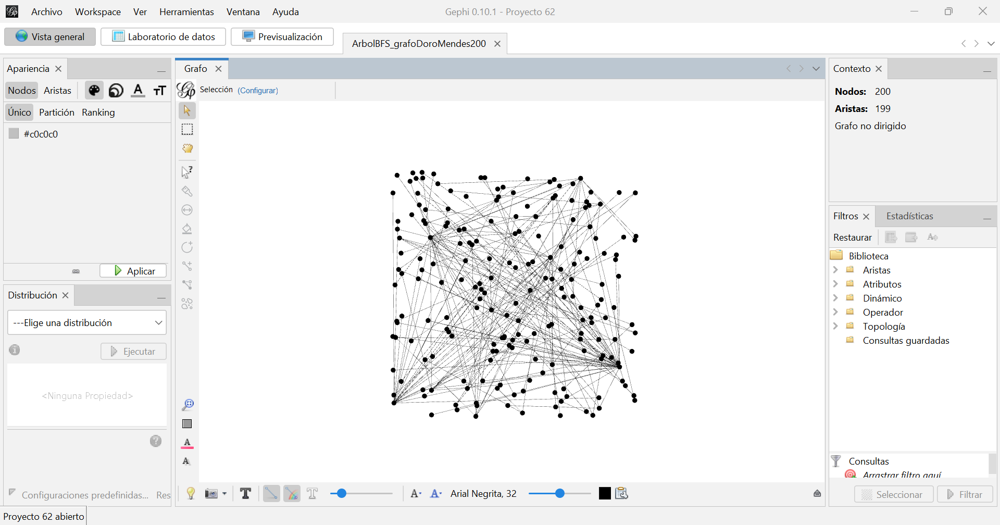 Archivo Workspace Ver Herramientas Ventana Ayuda
Gephi 0.10.1 - Proyecto 62
Vista general Laboratorio de datos Previsualización
ArbolBFS_grafoDoroMendes200
Apariencia
Nodos Aristas
Único Partición Ranking
#c0c0c0
Aplicar
Distribución
---Elige una distribución
Ejecutar
<Ninguna Propiedad>
Configuraciones predefinidas... Res
Proyecto 62 abierto
Grafo
Selección (Configurar)
Arial Negrita, 32
Contexto
Nodos: 200
Aristas: 199
Grafo no dirigido
Filtros Estadísticas
Restaurar
Biblioteca
Aristas
Atributos
Dinámico
Operador
Topología
Consultas guardadas
Consultas
Arrastrar filtro aquí
Seleccionar Filtrar